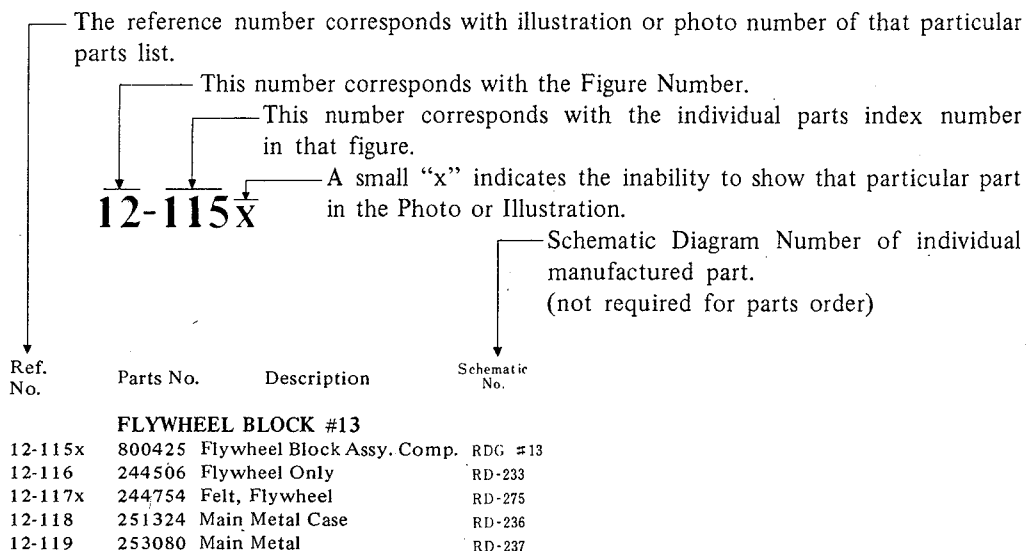 The reference number corresponds with illustration or photo number of that particular
parts list.
This number corresponds with the Figure Number.
This number corresponds with the individual parts index number
in that figure.
A small “x” indicates the inability to show that particular part
in the Photo or Illustration.
12-115x
Schematic Diagram Number of individual
manufactured part.
(not required for parts order)
Ref. No. Parts No. Description Schematic No.
FLYWHEEL BLOCK #13
12-115x 800425 Flywheel Block Assy. Comp. RDG #13
12-116 244506 Flywheel Only RD-233
12-117x 244754 Felt, Flywheel RD-275
12-118 251324 Main Metal Case RD-236
12-119 253080 Main Metal RD-237